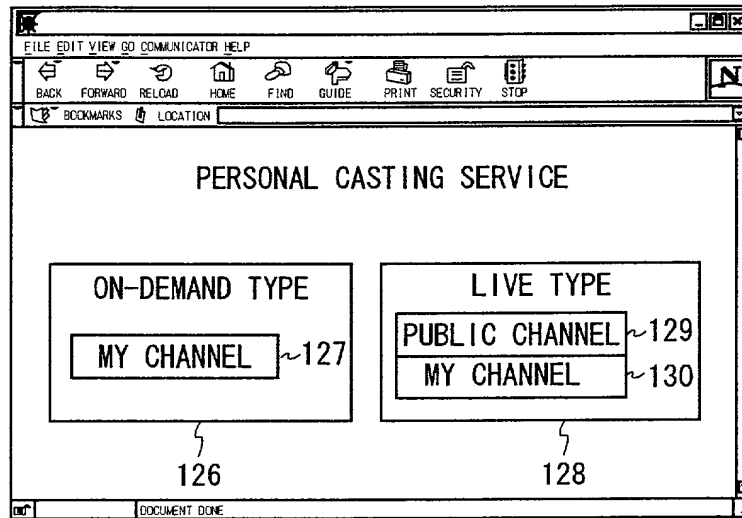 FILE EDIT VIEW GO COMMUNICATOR HELP
BACK FORWARD RELOAD HOME FIND GUIDE PRINT SECURITY STOP
N
BOOKMARKS LOCATION
PERSONAL CASTING SERVICE
ON-DEMAND TYPE
MY CHANNEL
127
126
LIVE TYPE
PUBLIC CHANNEL
129
MY CHANNEL
130
128
DOCUMENT DONE